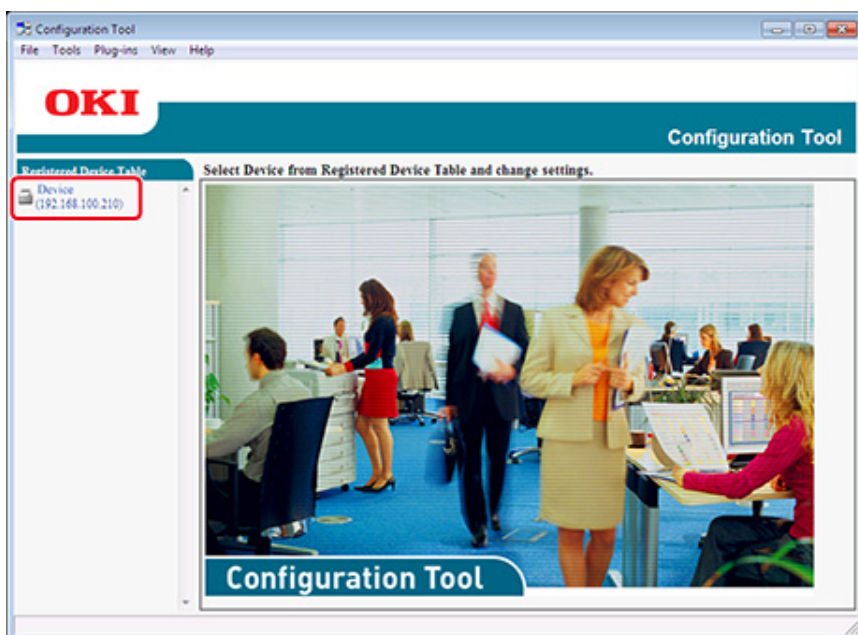 Configuration Tool
File Tools Plug-ins View Help
OKI
Configuration Tool
Registered Device Table
Select Device from Registered Device Table and change settings.
Device
(192.168.100.210)
Configuration Tool